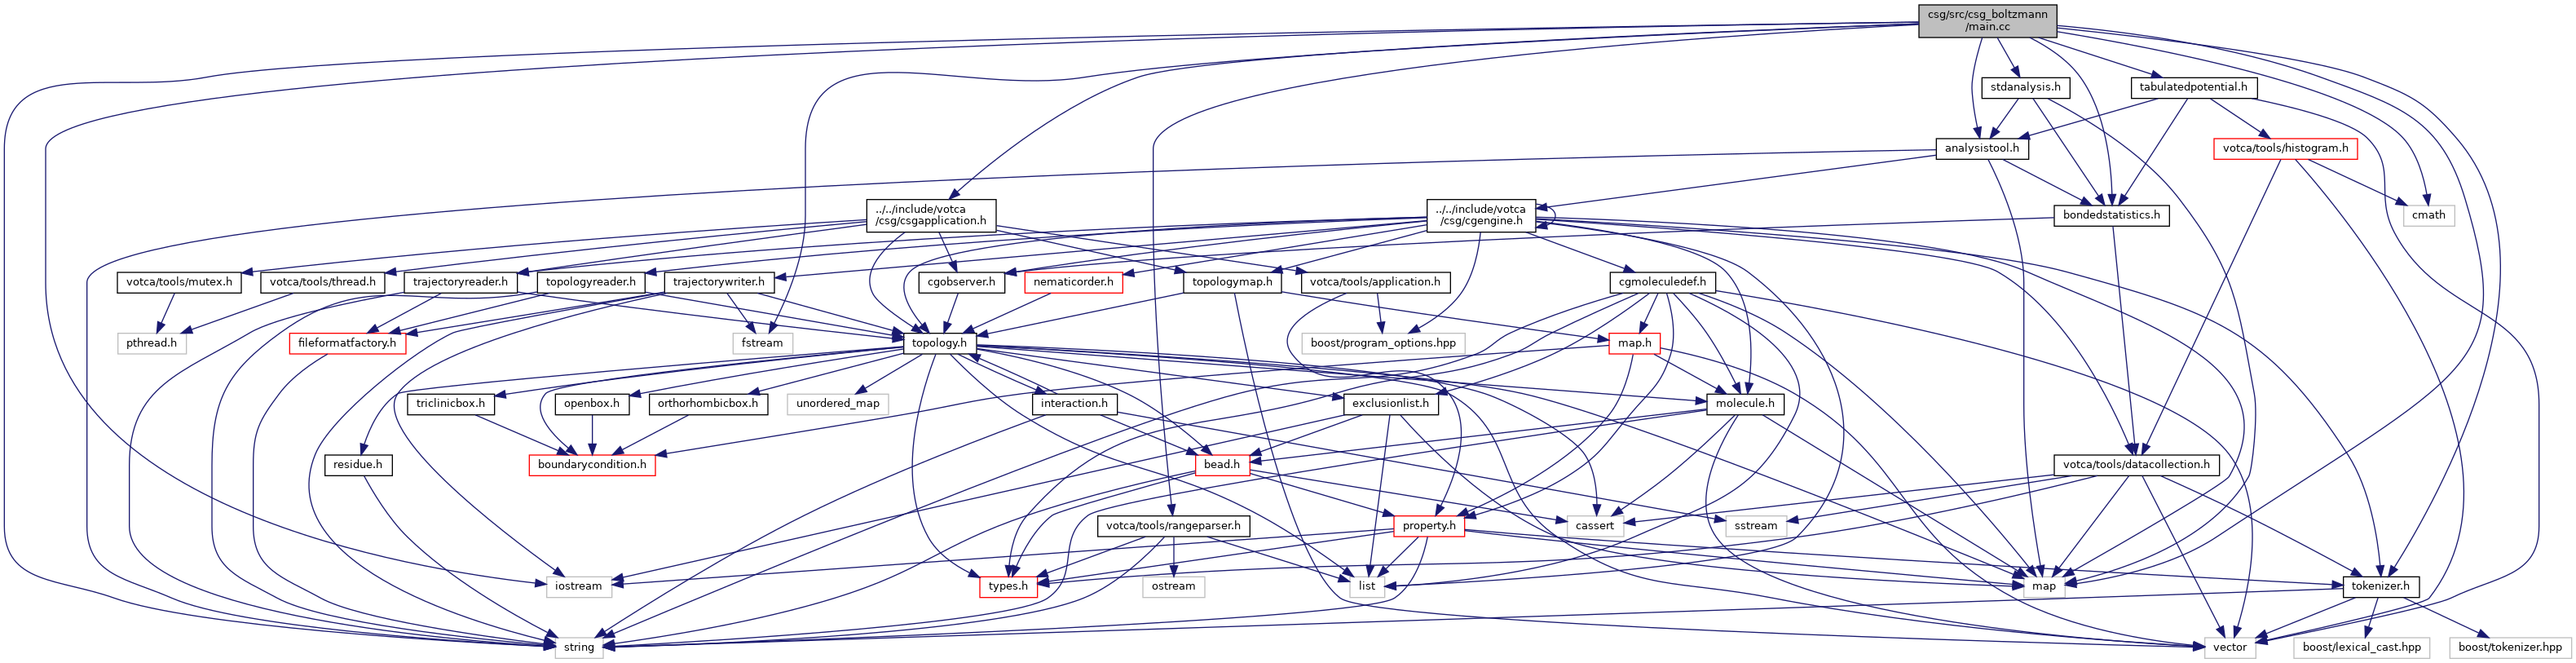 csg/src/csg_boltzmann
/main.cc
stdanalysis.h
tabulatedpotential.h
analysistool.h
votca/tools/histogram.h
../../include/votca
/csg/csgapplication.h
../../include/votca
/csg/cgengine.h
bondedstatistics.h
cmath
votca/tools/mutex.h
votca/tools/thread.h
trajectoryreader.h
topologyreader.h
trajectorywriter.h
cgobserver.h
nematicorder.h
topologymap.h
votca/tools/application.h
cgmoleculedef.h
pthread.h
fileformatfactory.h
fstream
topology.h
boost/program_options.hpp
map.h
triclinicbox.h
openbox.h
orthorhombicbox.h
unordered_map
interaction.h
exclusionlist.h
molecule.h
residue.h
boundarycondition.h
bead.h
votca/tools/datacollection.h
votca/tools/rangeparser.h
property.h
cassert
sstream
iostream
types.h
ostream
list
map
tokenizer.h
string
vector
boost/lexical_cast.hpp
boost/tokenizer.hpp